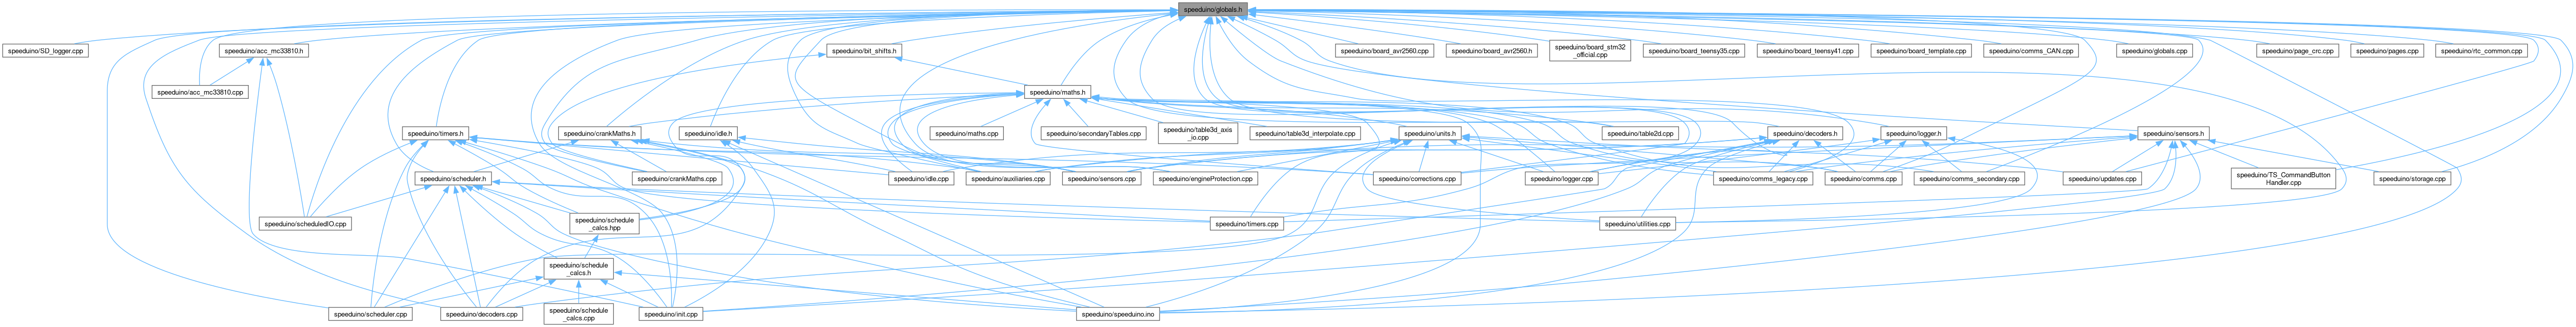 speeduino/globals.h
speeduino/SD_logger.cpp
speeduino/acc_mc33810.h
speeduino/bit_shifts.h
speeduino/board_avr2560.cpp
speeduino/board_avr2560.h
speeduino/board_stm32
_official.cpp
speeduino/board_teensy35.cpp
speeduino/board_teensy41.cpp
speeduino/board_template.cpp
speeduino/comms_CAN.cpp
speeduino/globals.cpp
speeduino/page_crc.cpp
speeduino/pages.cpp
speeduino/rtc_common.cpp
speeduino/acc_mc33810.cpp
speeduino/maths.h
speeduino/timers.h
speeduino/crankMaths.h
speeduino/idle.h
speeduino/maths.cpp
speeduino/secondaryTables.cpp
speeduino/table3d_axis
_io.cpp
speeduino/table3d_interpolate.cpp
speeduino/units.h
speeduino/table2d.cpp
speeduino/decoders.h
speeduino/logger.h
speeduino/sensors.h
speeduino/scheduler.h
speeduino/crankMaths.cpp
speeduino/idle.cpp
speeduino/auxiliaries.cpp
speeduino/sensors.cpp
speeduino/engineProtection.cpp
speeduino/corrections.cpp
speeduino/logger.cpp
speeduino/comms_legacy.cpp
speeduino/comms.cpp
speeduino/comms_secondary.cpp
speeduino/updates.cpp
speeduino/TS_CommandButton
Handler.cpp
speeduino/storage.cpp
speeduino/scheduledIO.cpp
speeduino/schedule
_calcs.hpp
speeduino/timers.cpp
speeduino/utilities.cpp
speeduino/schedule
_calcs.h
speeduino/scheduler.cpp
speeduino/decoders.cpp
speeduino/schedule
_calcs.cpp
speeduino/init.cpp
speeduino/speeduino.ino